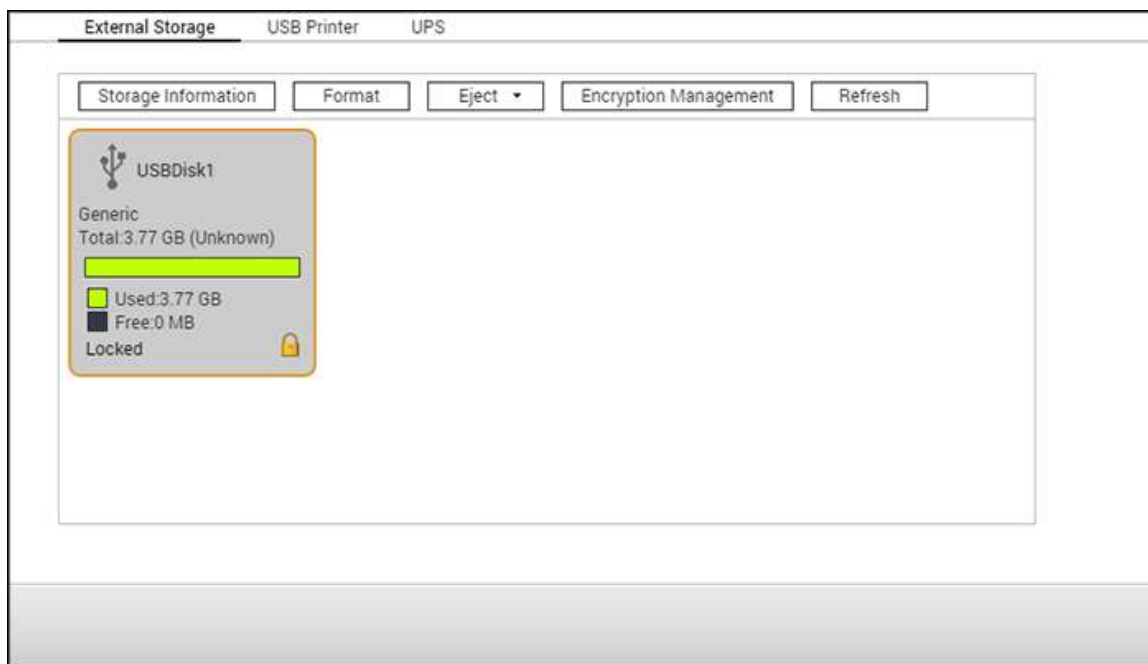 External Storage USB Printer UPS
Storage Information Format Eject Encryption Management Refresh
USBDisk1
Generic
Total:3.77 GB (Unknown)
Used:3.77 GB
Free:0 MB
Locked